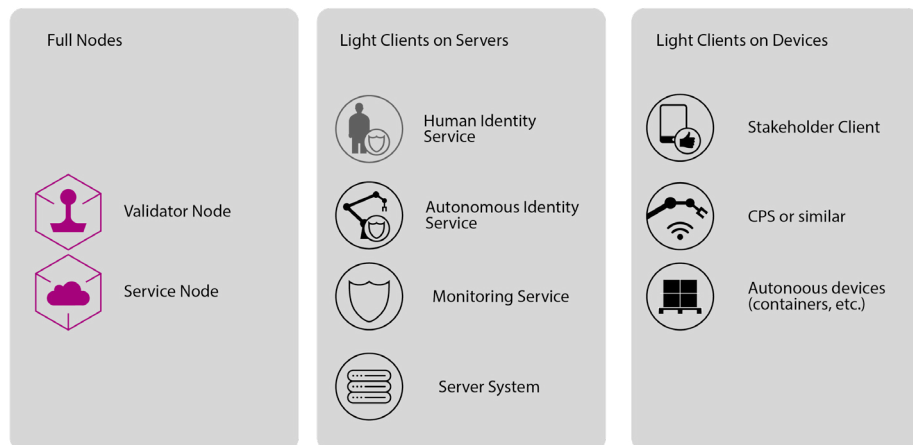 Full Nodes
Validator Node
Service Node
Light Clients on Servers
Human Identity
Service
Autonomous Identity
Service
Monitoring Service
Server System
Light Clients on Devices
Stakeholder Client
CPS or similar
Autonoous devices
(containers, etc.)